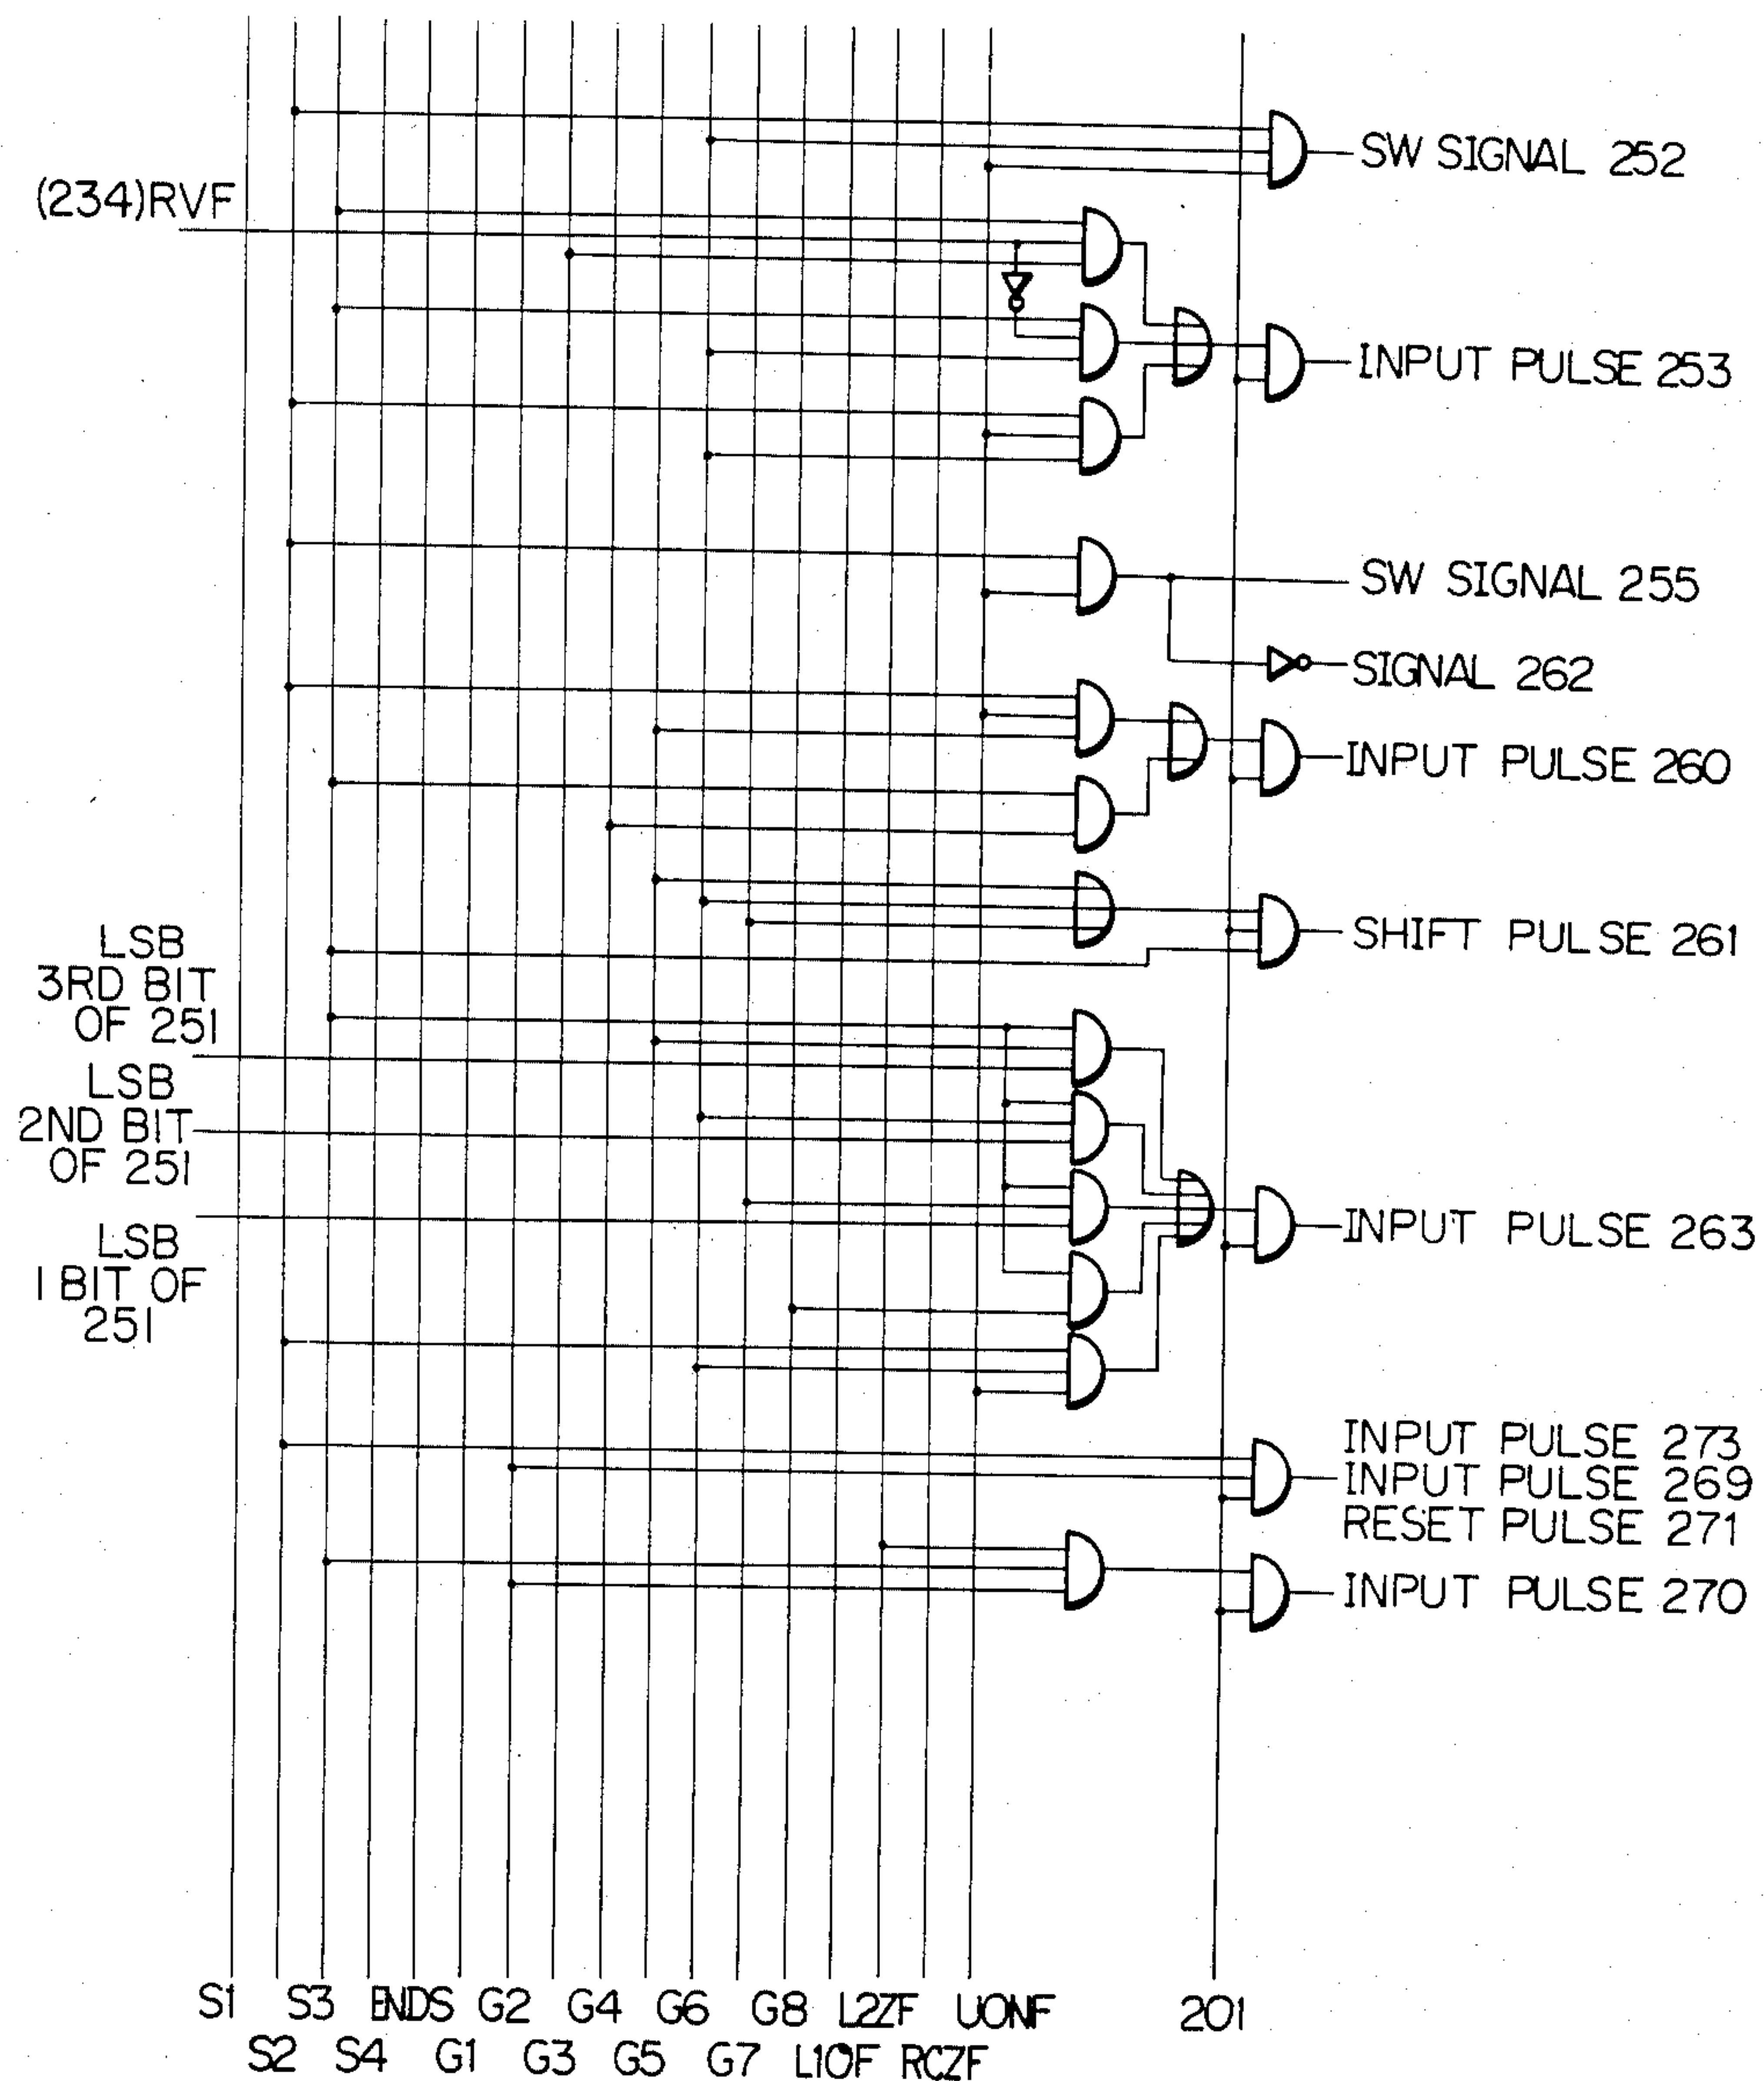 SW SIGNAL 252
(234)RVF
INPUT PULSE 253
SW SIGNAL 255
SIGNAL 262
INPUT PULSE 260
SHIFT PULSE 261
LSB
3RD BIT
OF 251
LSB
2ND BIT
OF 251
LSB
1 BIT OF
251
INPUT PULSE 263
INPUT PULSE 273
INPUT PULSE 269
RESET PULSE 271
INPUT PULSE 270
S1 S3 ENDS G2 G4 G6 G8 L2ZF UONF 201
S2 S4 G1 G3 G5 G7 L10F RCZF